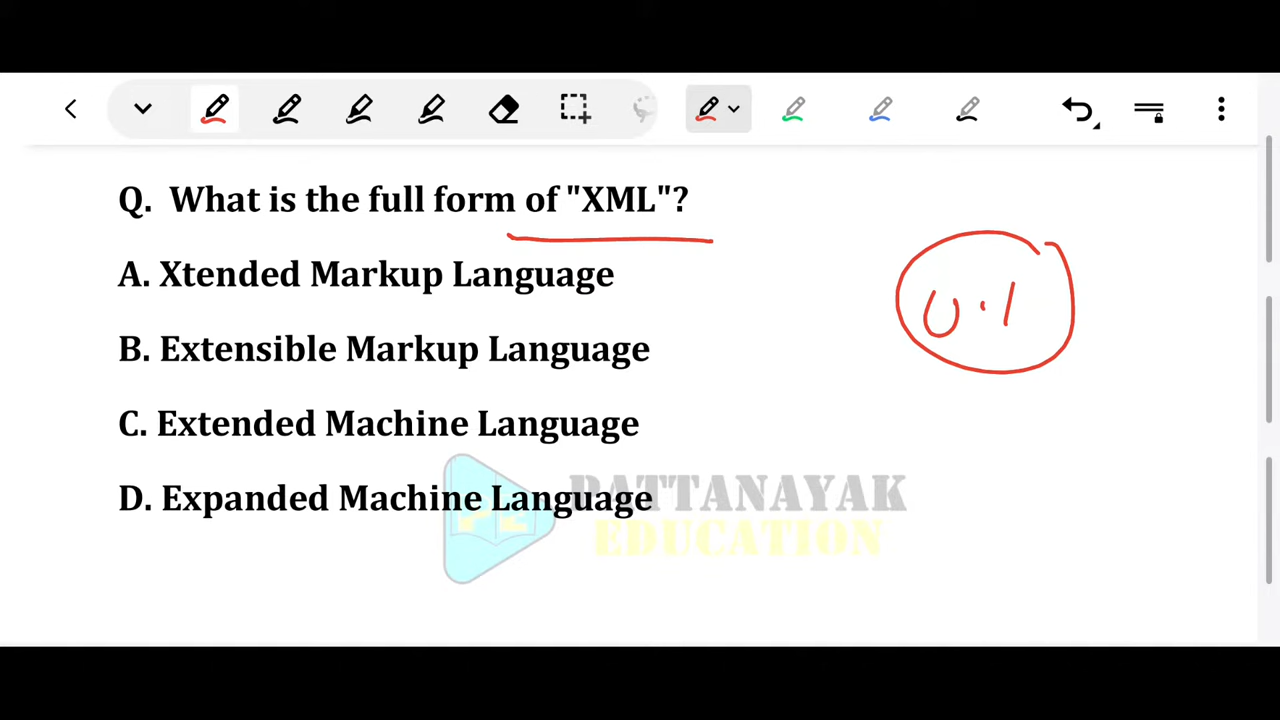 Q. What is the full form of "XML"?
A. Xtended Markup Language
B. Extensible Markup Language
C. Extended Machine Language
D. Expanded Machine Language
PATTANAYAK
EDUCATION
PE